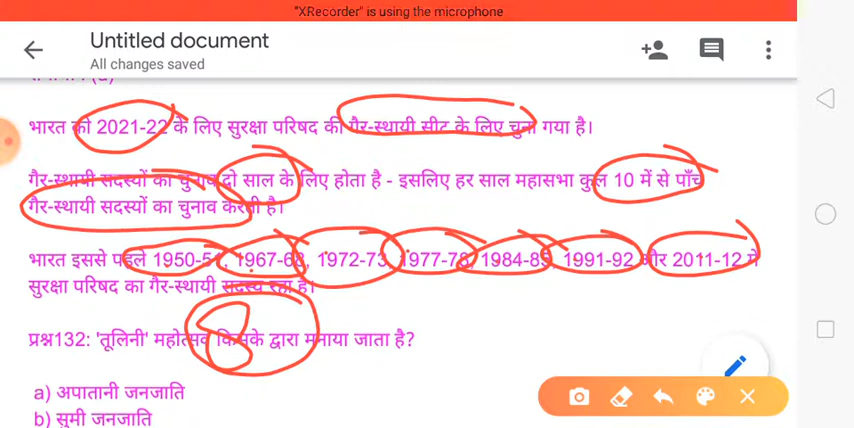 "XRecorder" is using the microphone
Untitled document
All changes saved
भारत को 2021-22 के लिए सुरक्षा परिषद की गैर-स्थायी सीट के लिए चुना गया है।
गैर-स्थायी सदस्यों का चुनाव दो साल के लिए होता है - इसलिए हर साल महासभा कुल 10 में से पाँच
गैर-स्थायी सदस्यों का चुनाव करती है।
भारत इससे पहले 1950-51, 1967-68, 1972-73, 1977-78, 1984-85, 1991-92 और 2011-12 में
सुरक्षा परिषद का गैर-स्थायी सदस्य रहा है।
8
प्रश्न132: 'तूलिनी' महोत्सव किसके द्वारा मनाया जाता है?
a) अपातानी जनजाति
b) सुमी जनजाति